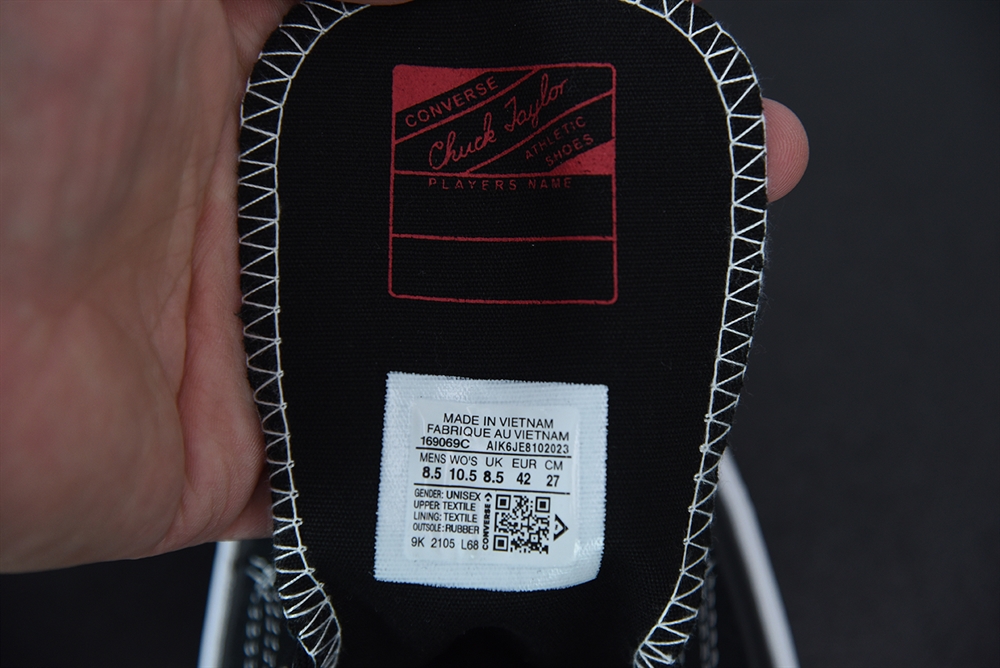 CONVERSE
Chuck Taylor
ATHLETIC
SHOES
PLAYERS NAME
MADE IN VIETNAM
FABRIQUE AU VIETNAM
169069C AIK6JE8102023
MENS WO'S UK EUR CM
8.5 10.5 8.5 42 27
GENDER: UNISEX
UPPER: TEXTILE
LINING: TEXTILE
OUTSOLE: RUBBER
CONVERSE
9K 2105 L68